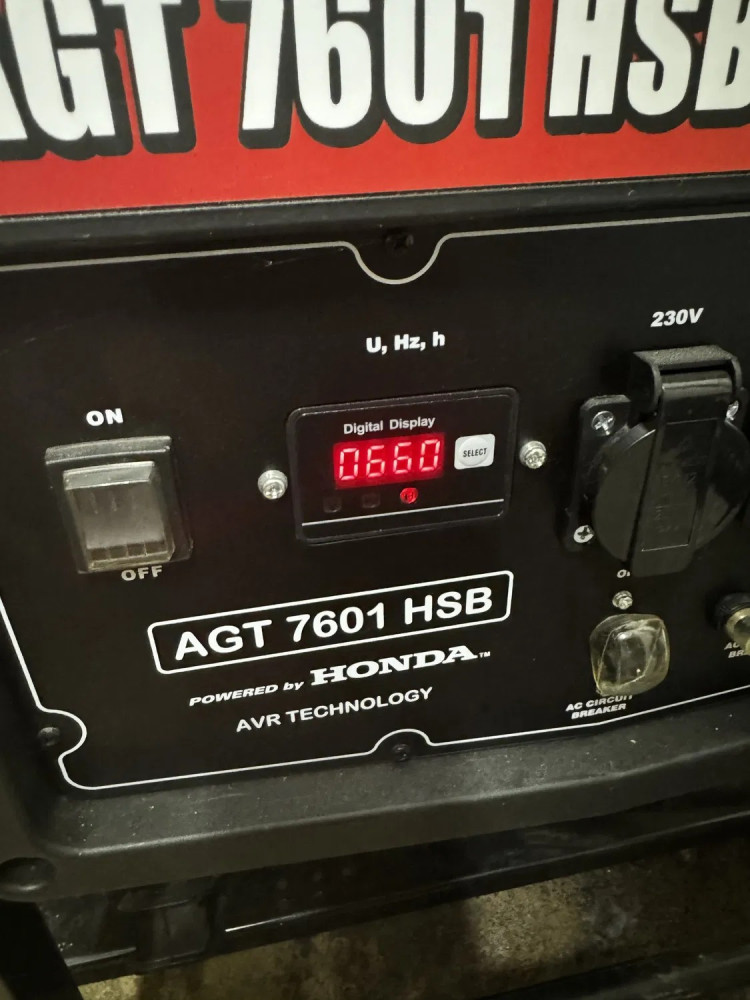 AGT 7601 HSB
U, Hz, h
230V
ON
Digital Display
0660
SELECT
OFF
AGT 7601 HSB
POWERED by HONDA™
AVR TECHNOLOGY
AC CIRCUIT
BREAKER